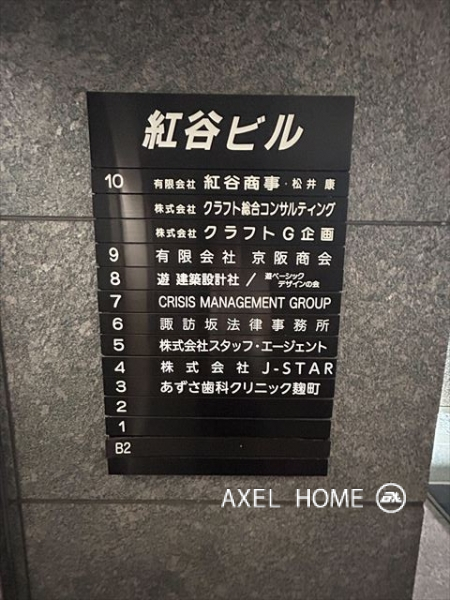 紅谷ビル
10 有限会社 紅谷商事・松井 康
株式会社 クラフト総合コンサルティング
株式会社 クラフトG企画
9 有限会社 京阪商会
8 遊 建築設計社 / 遊ベーシック
デザインの会
7 CRISIS MANAGEMENT GROUP
6 諏訪坂法律事務所
5 株式会社スタッフ・エージェント
4 株式会社 J-STAR
3 あずさ歯科クリニック麹町
2
1
B2
AXEL HOME